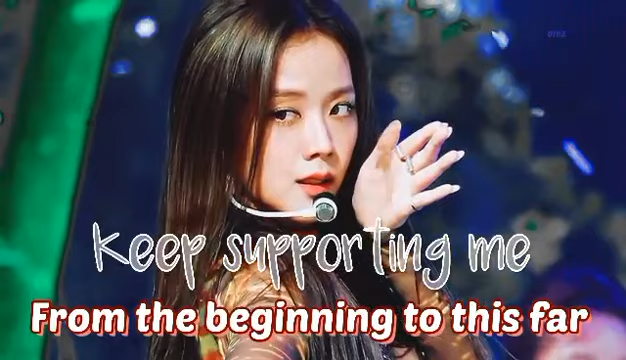 Keep supporting me
From the beginning to this far